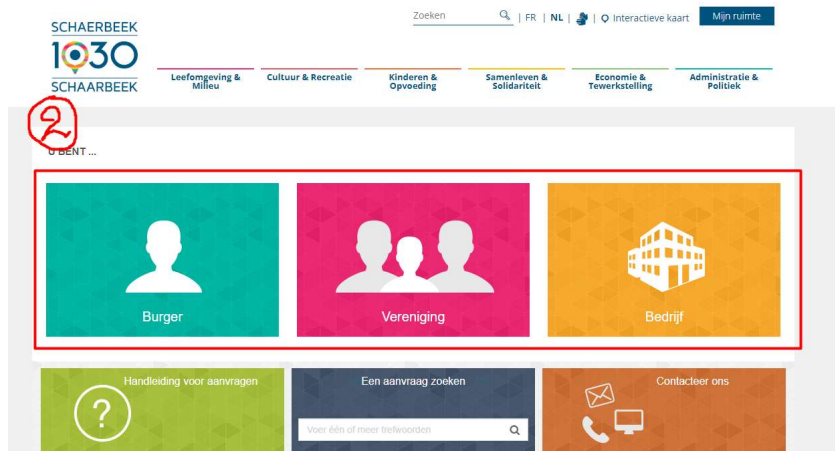 SCHAERBEEK
1030
SCHAARBEEK
Zoeken | FR | NL | | Interactieve kaart Mijn ruimte
Leefomgeving &
Milieu
Cultuur & Recreatie
Kinderen &
Opvoeding
Samenleven &
Solidariteit
Economie &
Tewerkstelling
Administratie &
Politiek
2
U BENT ...
Burger
Vereniging
Bedrijf
Handleiding voor aanvragen
?
Een aanvraag zoeken
Voer één of meer trefwoorden
Contacteer ons